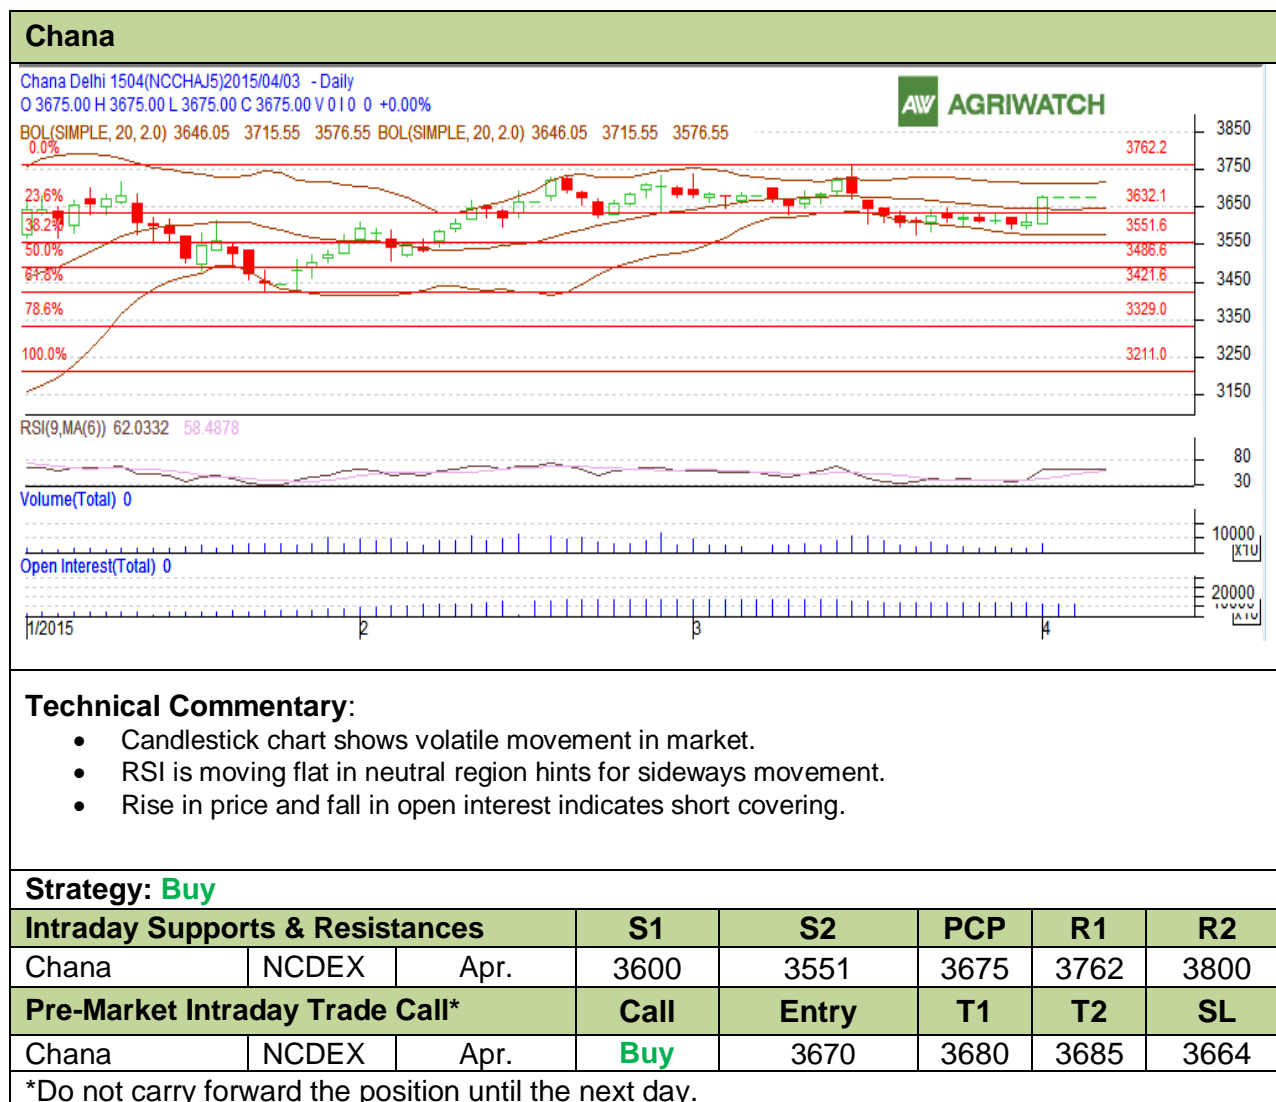 Chana
Chana Delhi 1504(NCCHAJ5)2015/04/03 - Daily
O 3675.00 H 3675.00 L 3675.00 C 3675.00 V 0 I 0 0 +0.00%
BOL(SIMPLE, 20, 2.0) 3646.05 3715.55 3576.55 BOL(SIMPLE, 20, 2.0) 3646.05 3715.55 3576.55
AW AGRIWATCH
3850
0.0% 3762.2
3750
23.6% 3632.1
3650
38.2% 3551.6
3550
50.0% 3486.6
61.8% 3421.6
3450
78.6% 3329.0
3350
100.0% 3211.0
3250
3150
RSI(9,MA(6)) 62.0332 58.4878
80
30
Volume(Total) 0
10000
X10
Open Interest(Total) 0
20000
10000
X10
1/2015 2 3 4
Technical Commentary:
• Candlestick chart shows volatile movement in market.
• RSI is moving flat in neutral region hints for sideways movement.
• Rise in price and fall in open interest indicates short covering.
Strategy: Buy
Intraday Supports & Resistances S1 S2 PCP R1 R2
Chana NCDEX Apr. 3600 3551 3675 3762 3800
Pre-Market Intraday Trade Call* Call Entry T1 T2 SL
Chana NCDEX Apr. Buy 3670 3680 3685 3664
*Do not carry forward the position until the next day.